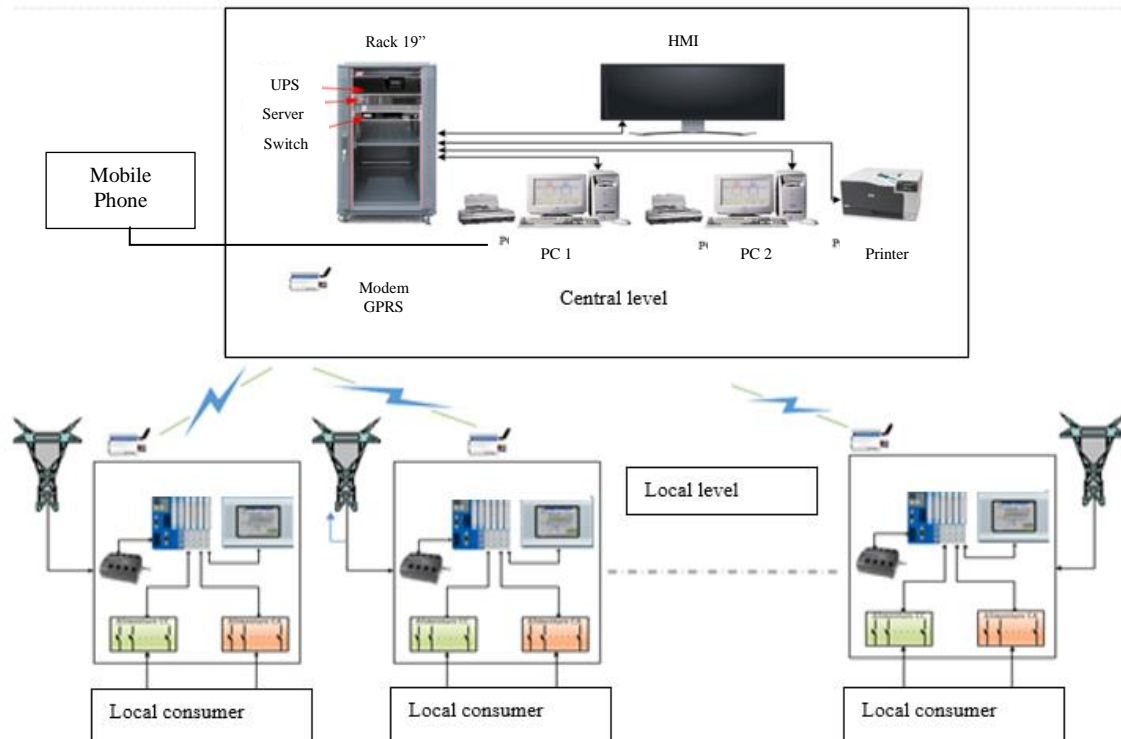 Rack 19”
HMI
UPS
Server
Switch
Mobile
Phone
PC 1
PC 2
Printer
Modem
GPRS
Central level
Local level
Local consumer
Local consumer
Local consumer